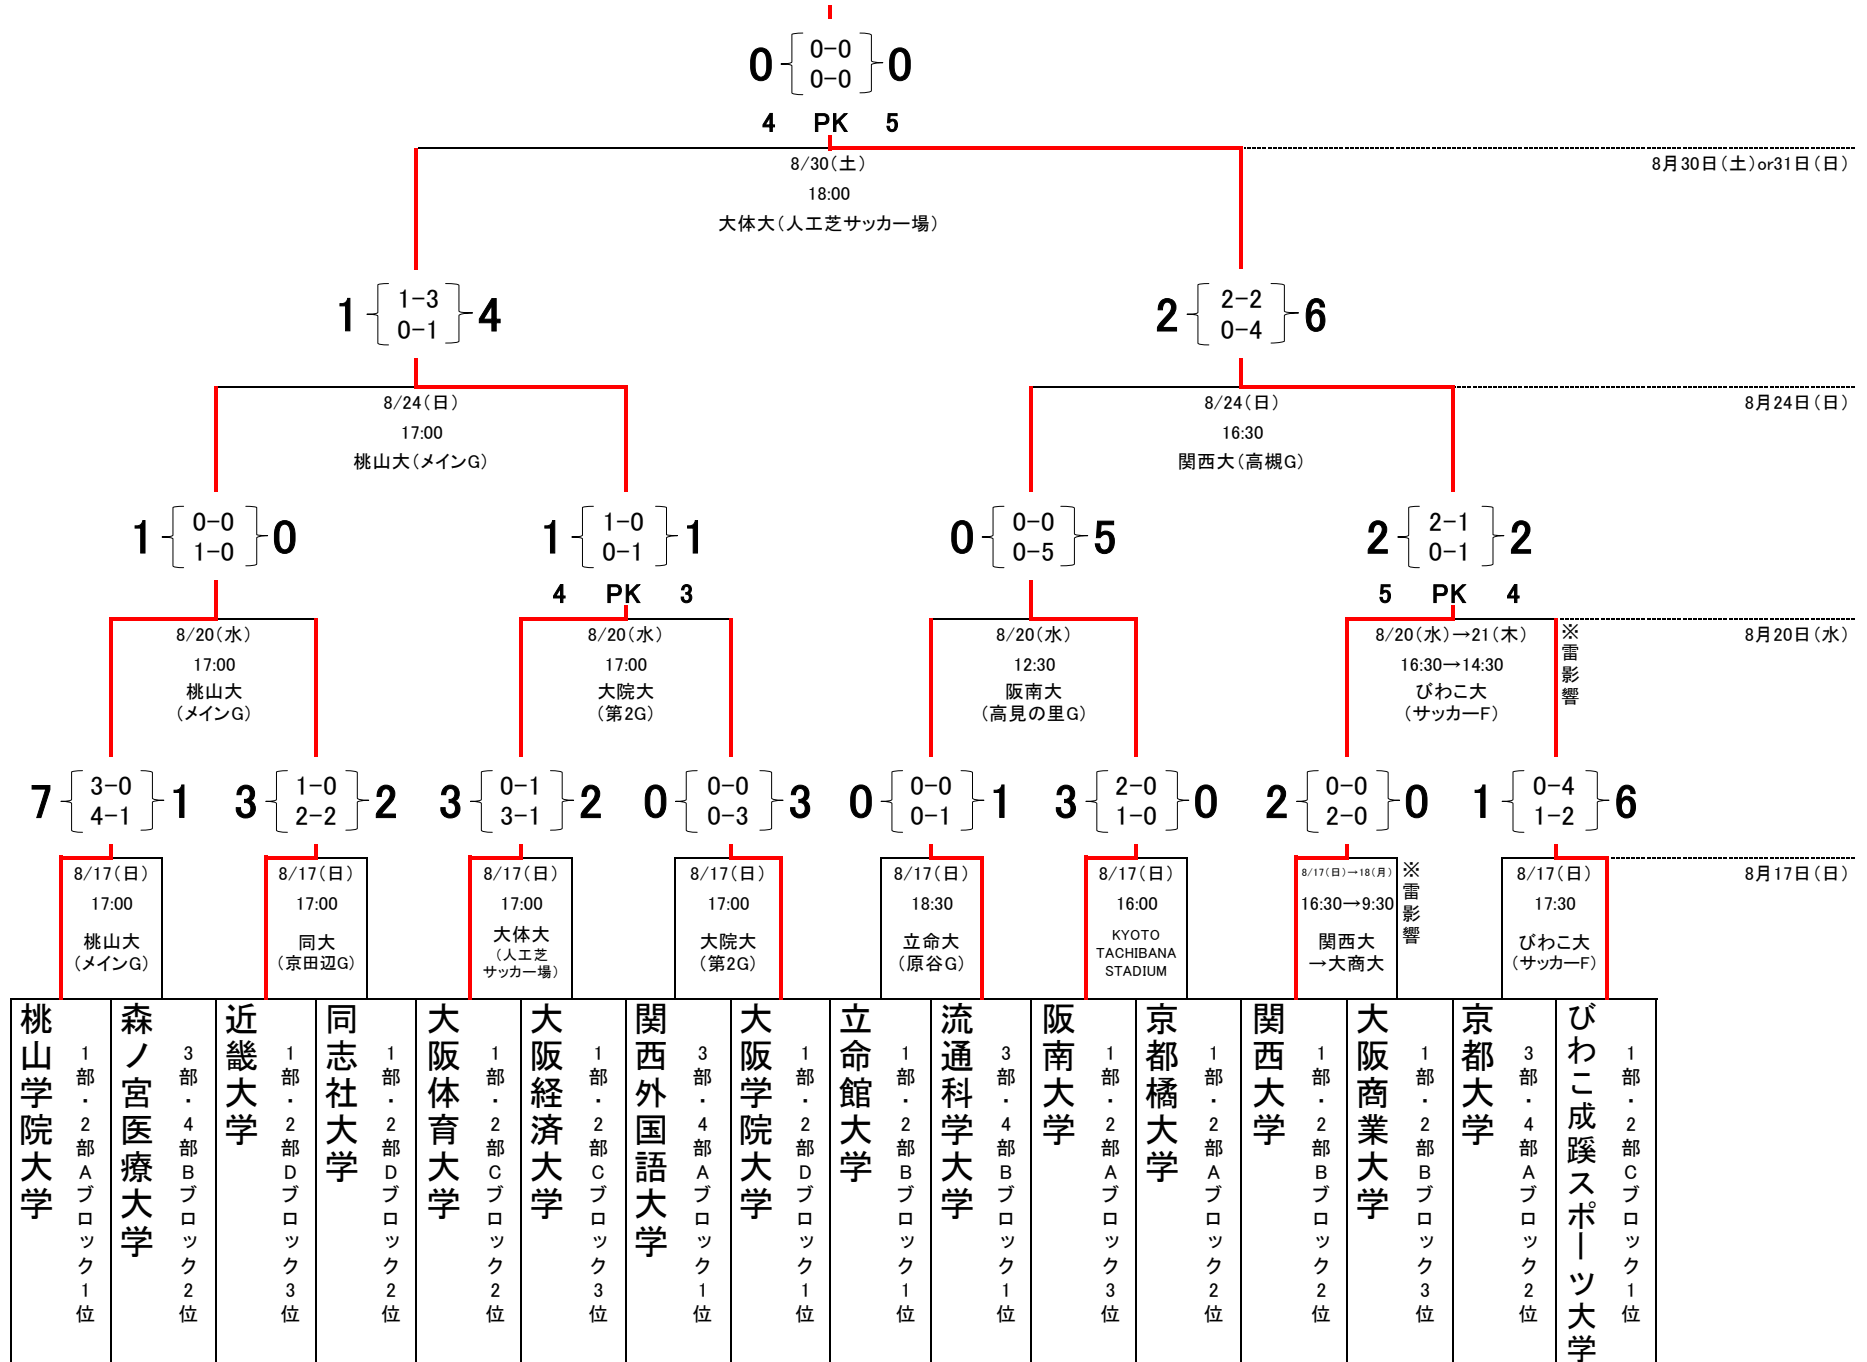 0 0-0 0
0-0
4 PK 5
8/30(土)
18:00
大体大(人工芝サッカー場)
8月30日(土)or31日(日)
1 1-3 4
0-1
2 2-2 6
0-4
8/24(日)
17:00
桃山大(メインG)
8/24(日)
16:30
関西大(高槻G)
8月24日(日)
1 0-0 0
1-0
1 1-0 1
0-1
4 PK 3
0 0-0 5
0-5
2 2-1 2
0-1
5 PK 4
8/20(水)
17:00
桃山大
(メインG)
8/20(水)
17:00
大院大
(第2G)
8/20(水)
12:30
阪南大
(高見の里G)
8/20(水)→21(木)
16:30→14:30
びわこ大
(サッカーF)
※雷影響
8月20日(水)
7 3-0 1
4-1
3 1-0 2
2-2
3 0-1 2
3-1
0 0-0 3
0-3
0 0-0 1
0-1
3 2-0 0
1-0
2 0-0 0
2-0
1 0-4 6
1-2
8/17(日)
17:00
桃山大
(メインG)
8/17(日)
17:00
同大
(京田辺G)
8/17(日)
17:00
大体大
(人工芝
サッカー場)
8/17(日)
17:00
大院大
(第2G)
8/17(日)
18:30
立命大
(原谷G)
8/17(日)
16:00
KYOTO
TACHIBANA
STADIUM
8/17(日)→18(月)
16:30→9:30
関西大
→大商大
※雷影響
8/17(日)
17:30
びわこ大
(サッカーF)
8月17日(日)
桃山学院大学
1部・2部Aブロック1位
森ノ宮医療大学
3部・4部Bブロック2位
近畿大学
1部・2部Dブロック3位
同志社大学
1部・2部Dブロック2位
大阪体育大学
1部・2部Cブロック2位
大阪経済大学
1部・2部Cブロック3位
関西外国語大学
3部・4部Aブロック1位
大阪学院大学
1部・2部Dブロック1位
立命館大学
1部・2部Bブロック1位
流通科学大学
3部・4部Bブロック1位
阪南大学
1部・2部Aブロック3位
京都橘大学
1部・2部Aブロック2位
関西大学
1部・2部Bブロック2位
大阪商業大学
1部・2部Bブロック3位
京都大学
3部・4部Aブロック2位
びわこ成蹊スポーツ大学
1部・2部Cブロック1位